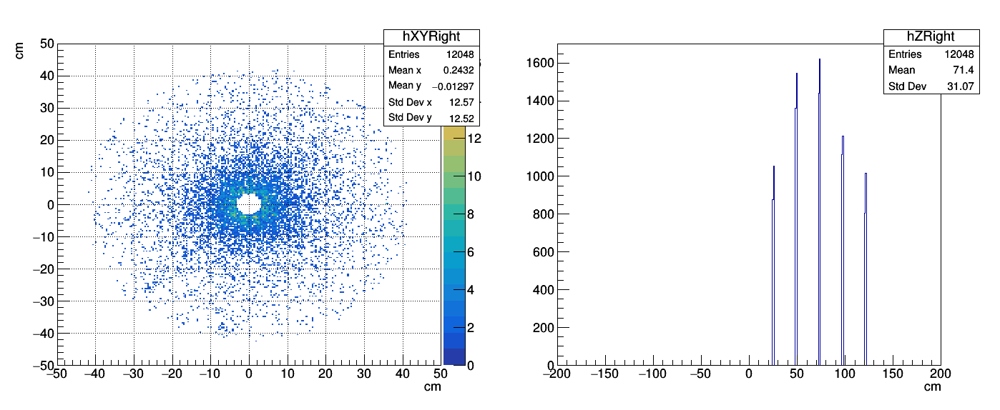 hXYRight
Entries 12048
Mean x 0.2432
Mean y −0.01297
Std Dev x 12.57
Std Dev y 12.52
cm
50
40
30
20
10
0
−10
−20
−30
−40
−50
−50 −40 −30 −20 −10 0 10 20 30 40 50
cm
12
10
8
6
4
2
0
hZRight
Entries 12048
Mean 71.4
Std Dev 31.07
1600
1400
1200
1000
800
600
400
200
0
−200 −150 −100 −50 0 50 100 150 200
cm